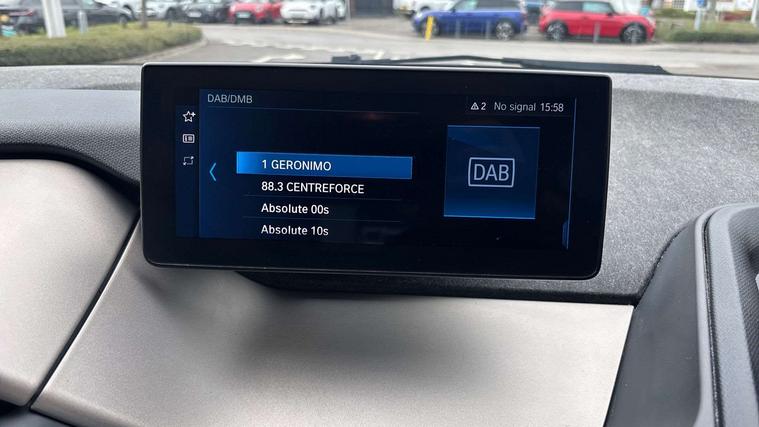 DAB/DMB
2 No signal 15:58
1 GERONIMO
88.3 CENTREFORCE
Absolute 00s
Absolute 10s
DAB